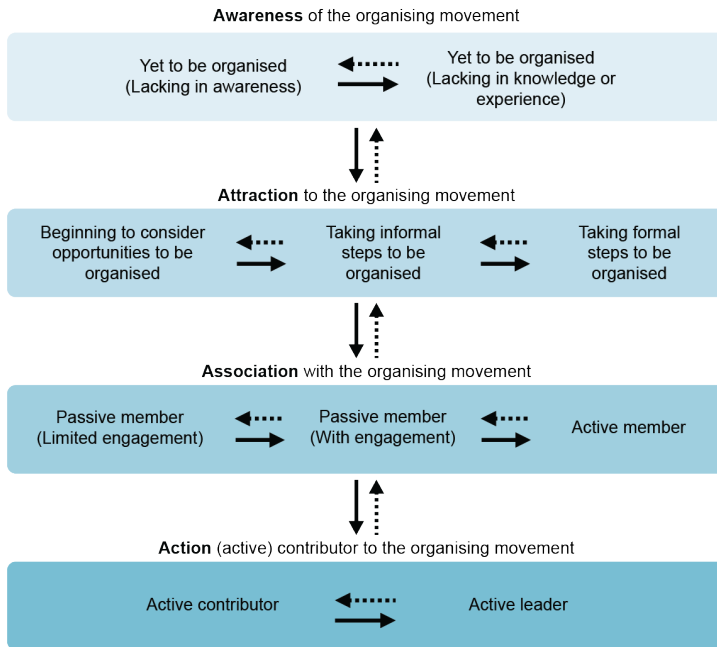 Awareness of the organising movement
Yet to be organised
(Lacking in awareness)
Yet to be organised
(Lacking in knowledge or
experience)
Attraction to the organising movement
Beginning to consider
opportunities to be
organised
Taking informal
steps to be
organised
Taking formal
steps to be
organised
Association with the organising movement
Passive member
(Limited engagement)
Passive member
(With engagement)
Active member
Action (active) contributor to the organising movement
Active contributor
Active leader